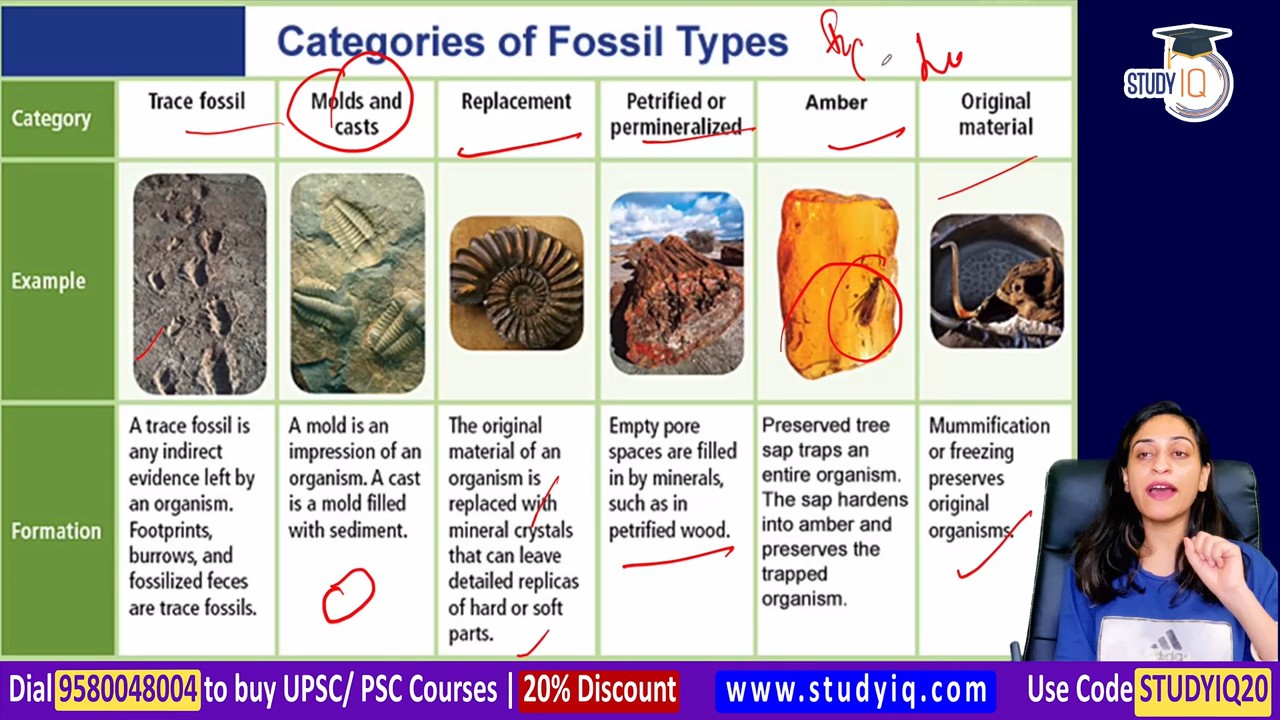 Categories of Fossil Types
STUDY IQ
Category
Trace fossil
Molds and
casts
Replacement
Petrified or
permineralized
Amber
Original
material
Example
Formation
A trace fossil is
any indirect
evidence left by
an organism.
Footprints,
burrows, and
fossilized feces
are trace fossils.
A mold is an
impression of an
organism. A cast
is a mold filled
with sediment.
The original
material of an
organism is
replaced with
mineral crystals
that can leave
detailed replicas
of hard or soft
parts.
Empty pore
spaces are filled
in by minerals,
such as in
petrified wood.
Preserved tree
sap traps an
entire organism.
The sap hardens
into amber and
preserves the
trapped
organism.
Mummification
or freezing
preserves
original
organisms.
adidas
Dial 9580048004 to buy UPSC/ PSC Courses | 20% Discount www.studyiq.com Use Code STUDYIQ20